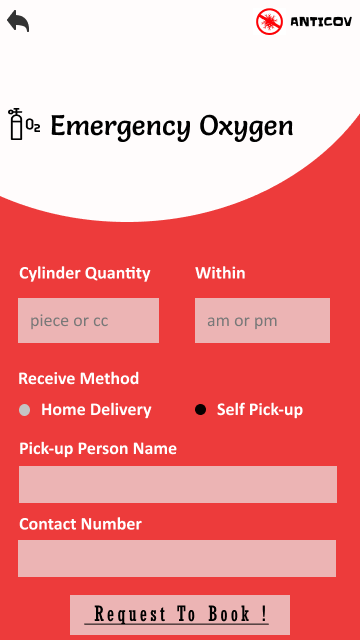 ANTICOV
O₂ Emergency Oxygen
Cylinder Quantity Within
piece or cc am or pm
Receive Method
Home Delivery Self Pick-up
Pick-up Person Name
Contact Number
Request To Book !